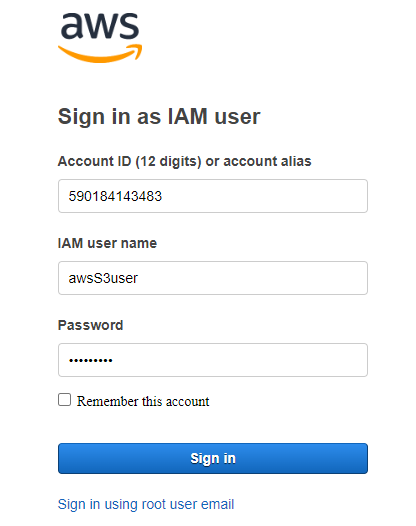 aws
Sign in as IAM user
Account ID (12 digits) or account alias
590184143483
IAM user name
awsS3user
Password
•••••••••
Remember this account
Sign in
Sign in using root user email